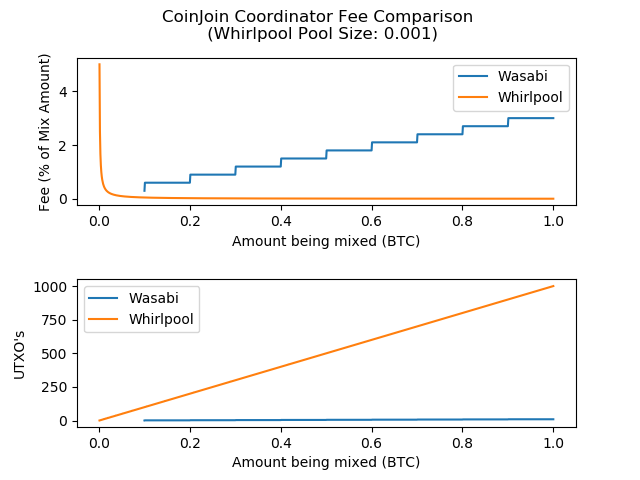 CoinJoin Coordinator Fee Comparison
(Whirlpool Pool Size: 0.001)
Fee (% of Mix Amount)
4
2
0
Wasabi
Whirlpool
0.0 0.2 0.4 0.6 0.8 1.0
Amount being mixed (BTC)
UTXO's
1000
750
500
250
0
Wasabi
Whirlpool
0.0 0.2 0.4 0.6 0.8 1.0
Amount being mixed (BTC)